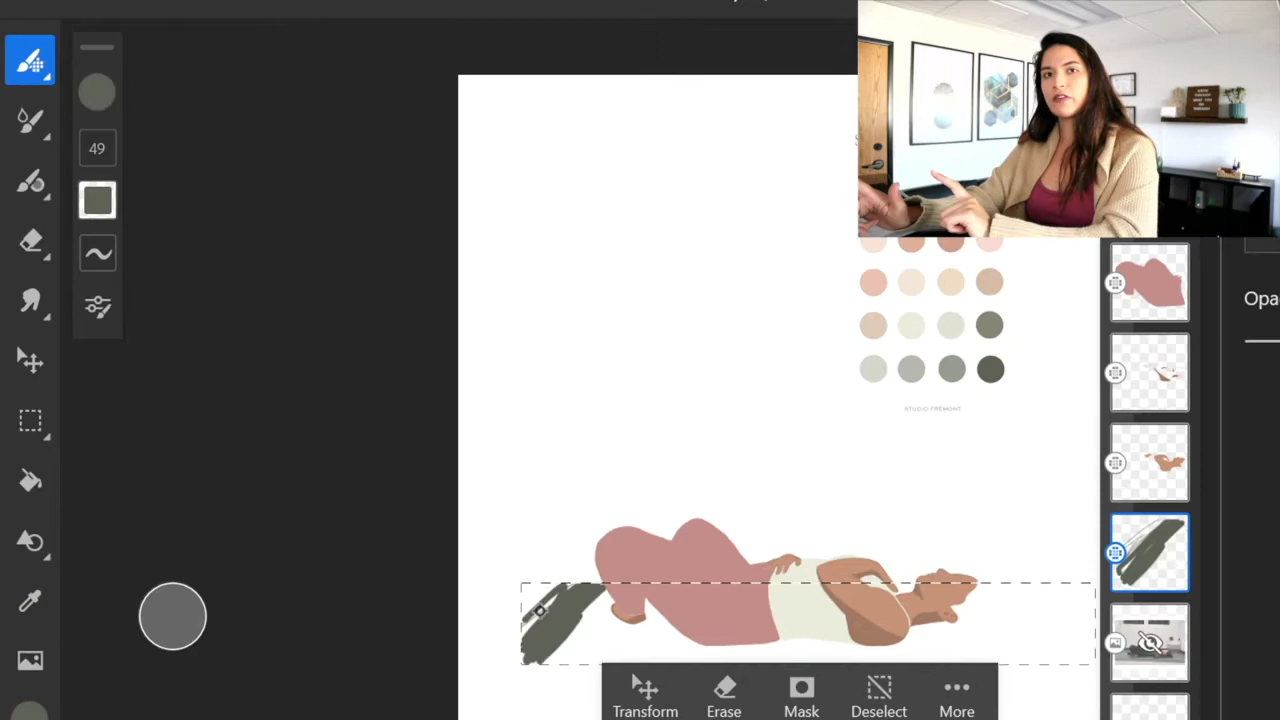 49
Opa
STUDIO FREMONT
Transform
Erase
Mask
Deselect
More